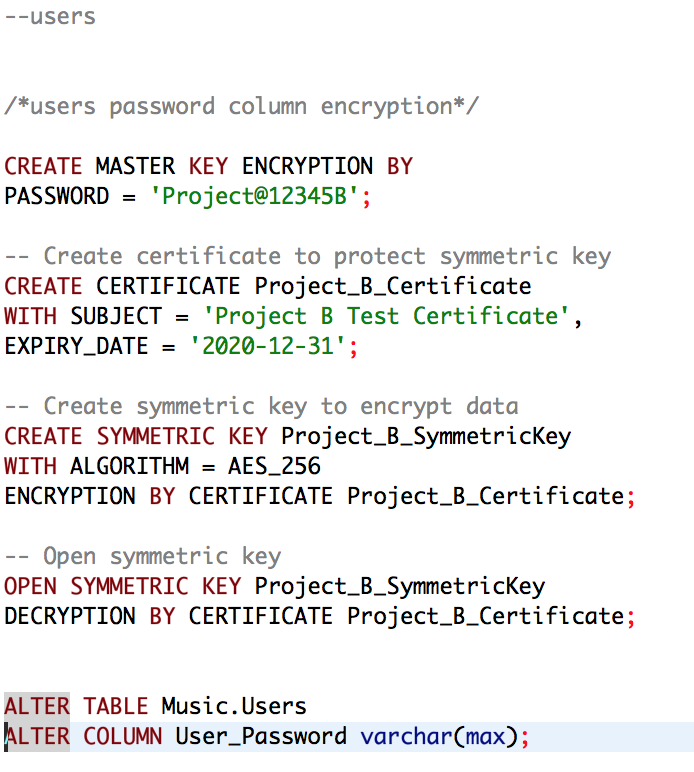 --users
/*users password column encryption*/
CREATE MASTER KEY ENCRYPTION BY
PASSWORD = 'Project@12345B';
-- Create certificate to protect symmetric key
CREATE CERTIFICATE Project_B_Certificate
WITH SUBJECT = 'Project B Test Certificate',
EXPIRY_DATE = '2020-12-31';
-- Create symmetric key to encrypt data
CREATE SYMMETRIC KEY Project_B_SymmetricKey
WITH ALGORITHM = AES_256
ENCRYPTION BY CERTIFICATE Project_B_Certificate;
-- Open symmetric key
OPEN SYMMETRIC KEY Project_B_SymmetricKey
DECRYPTION BY CERTIFICATE Project_B_Certificate;
ALTER TABLE Music.Users
ALTER COLUMN User_Password varchar(max);